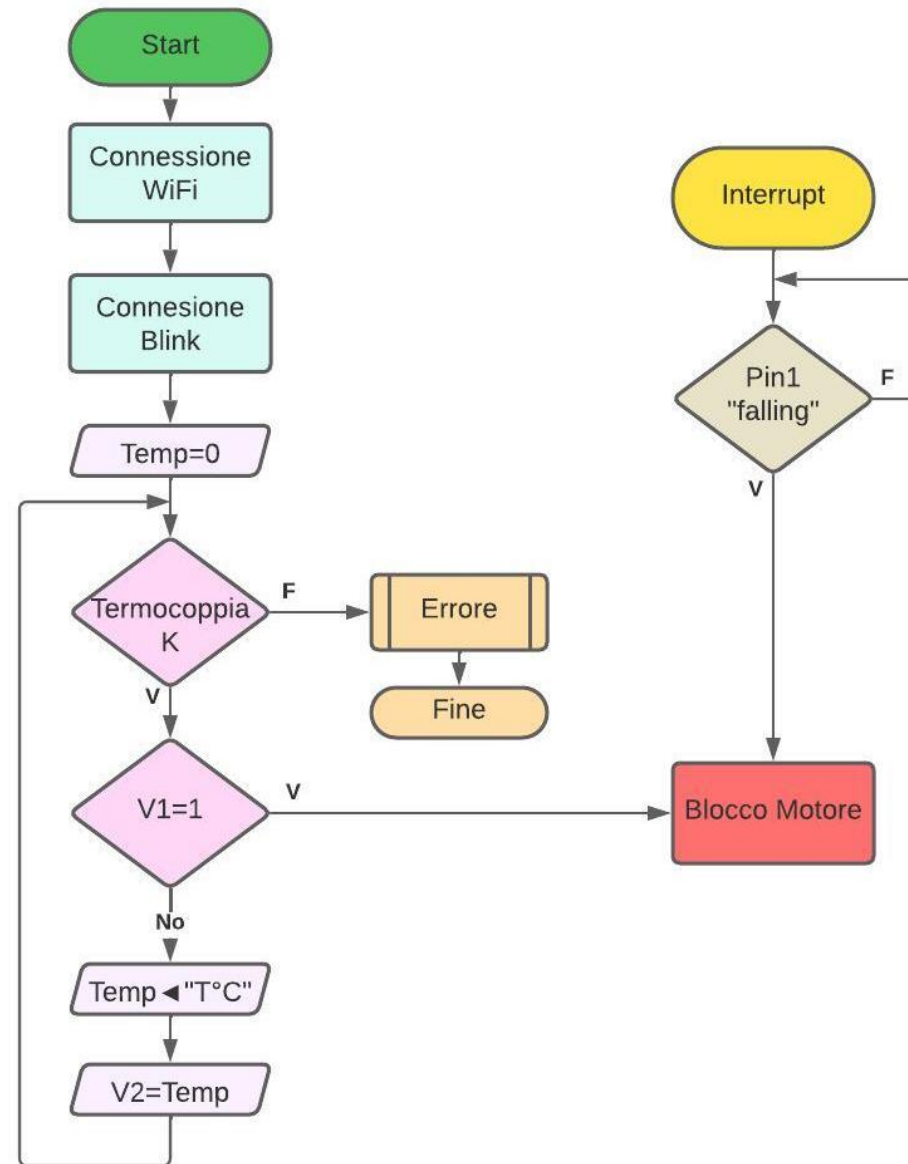 Start
Connessione
WiFi
Connesione
Blink
Temp=0
Termocoppia
K
F
V
Errore
Fine
V1=1
V
No
Temp◄"T°C"
V2=Temp
Interrupt
Pin1
"falling"
F
V
Blocco Motore